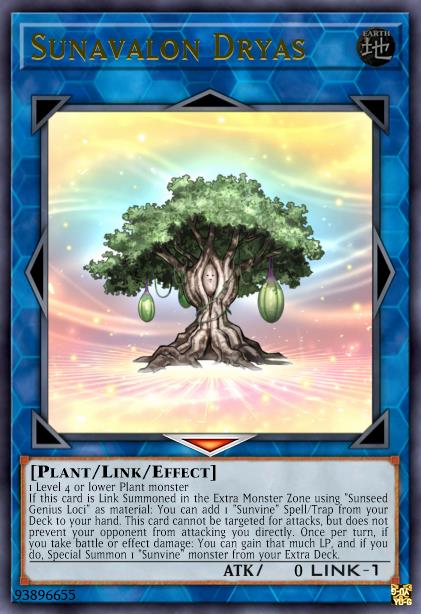 SUNAVALON DRYAS
EARTH
地
[PLANT/LINK/EFFECT]
1 Level 4 or lower Plant monster
If this card is Link Summoned in the Extra Monster Zone using "Sunseed
Genius Loci" as material: You can add 1 "Sunvine" Spell/Trap from your
Deck to your hand. This card cannot be targeted for attacks, but does not
prevent your opponent from attacking you directly. Once per turn, if
you take battle or effect damage: You can gain that much LP, and if you
do, Special Summon 1 "Sunvine" monster from your Extra Deck.
ATK/ 0 LINK-1
93896655